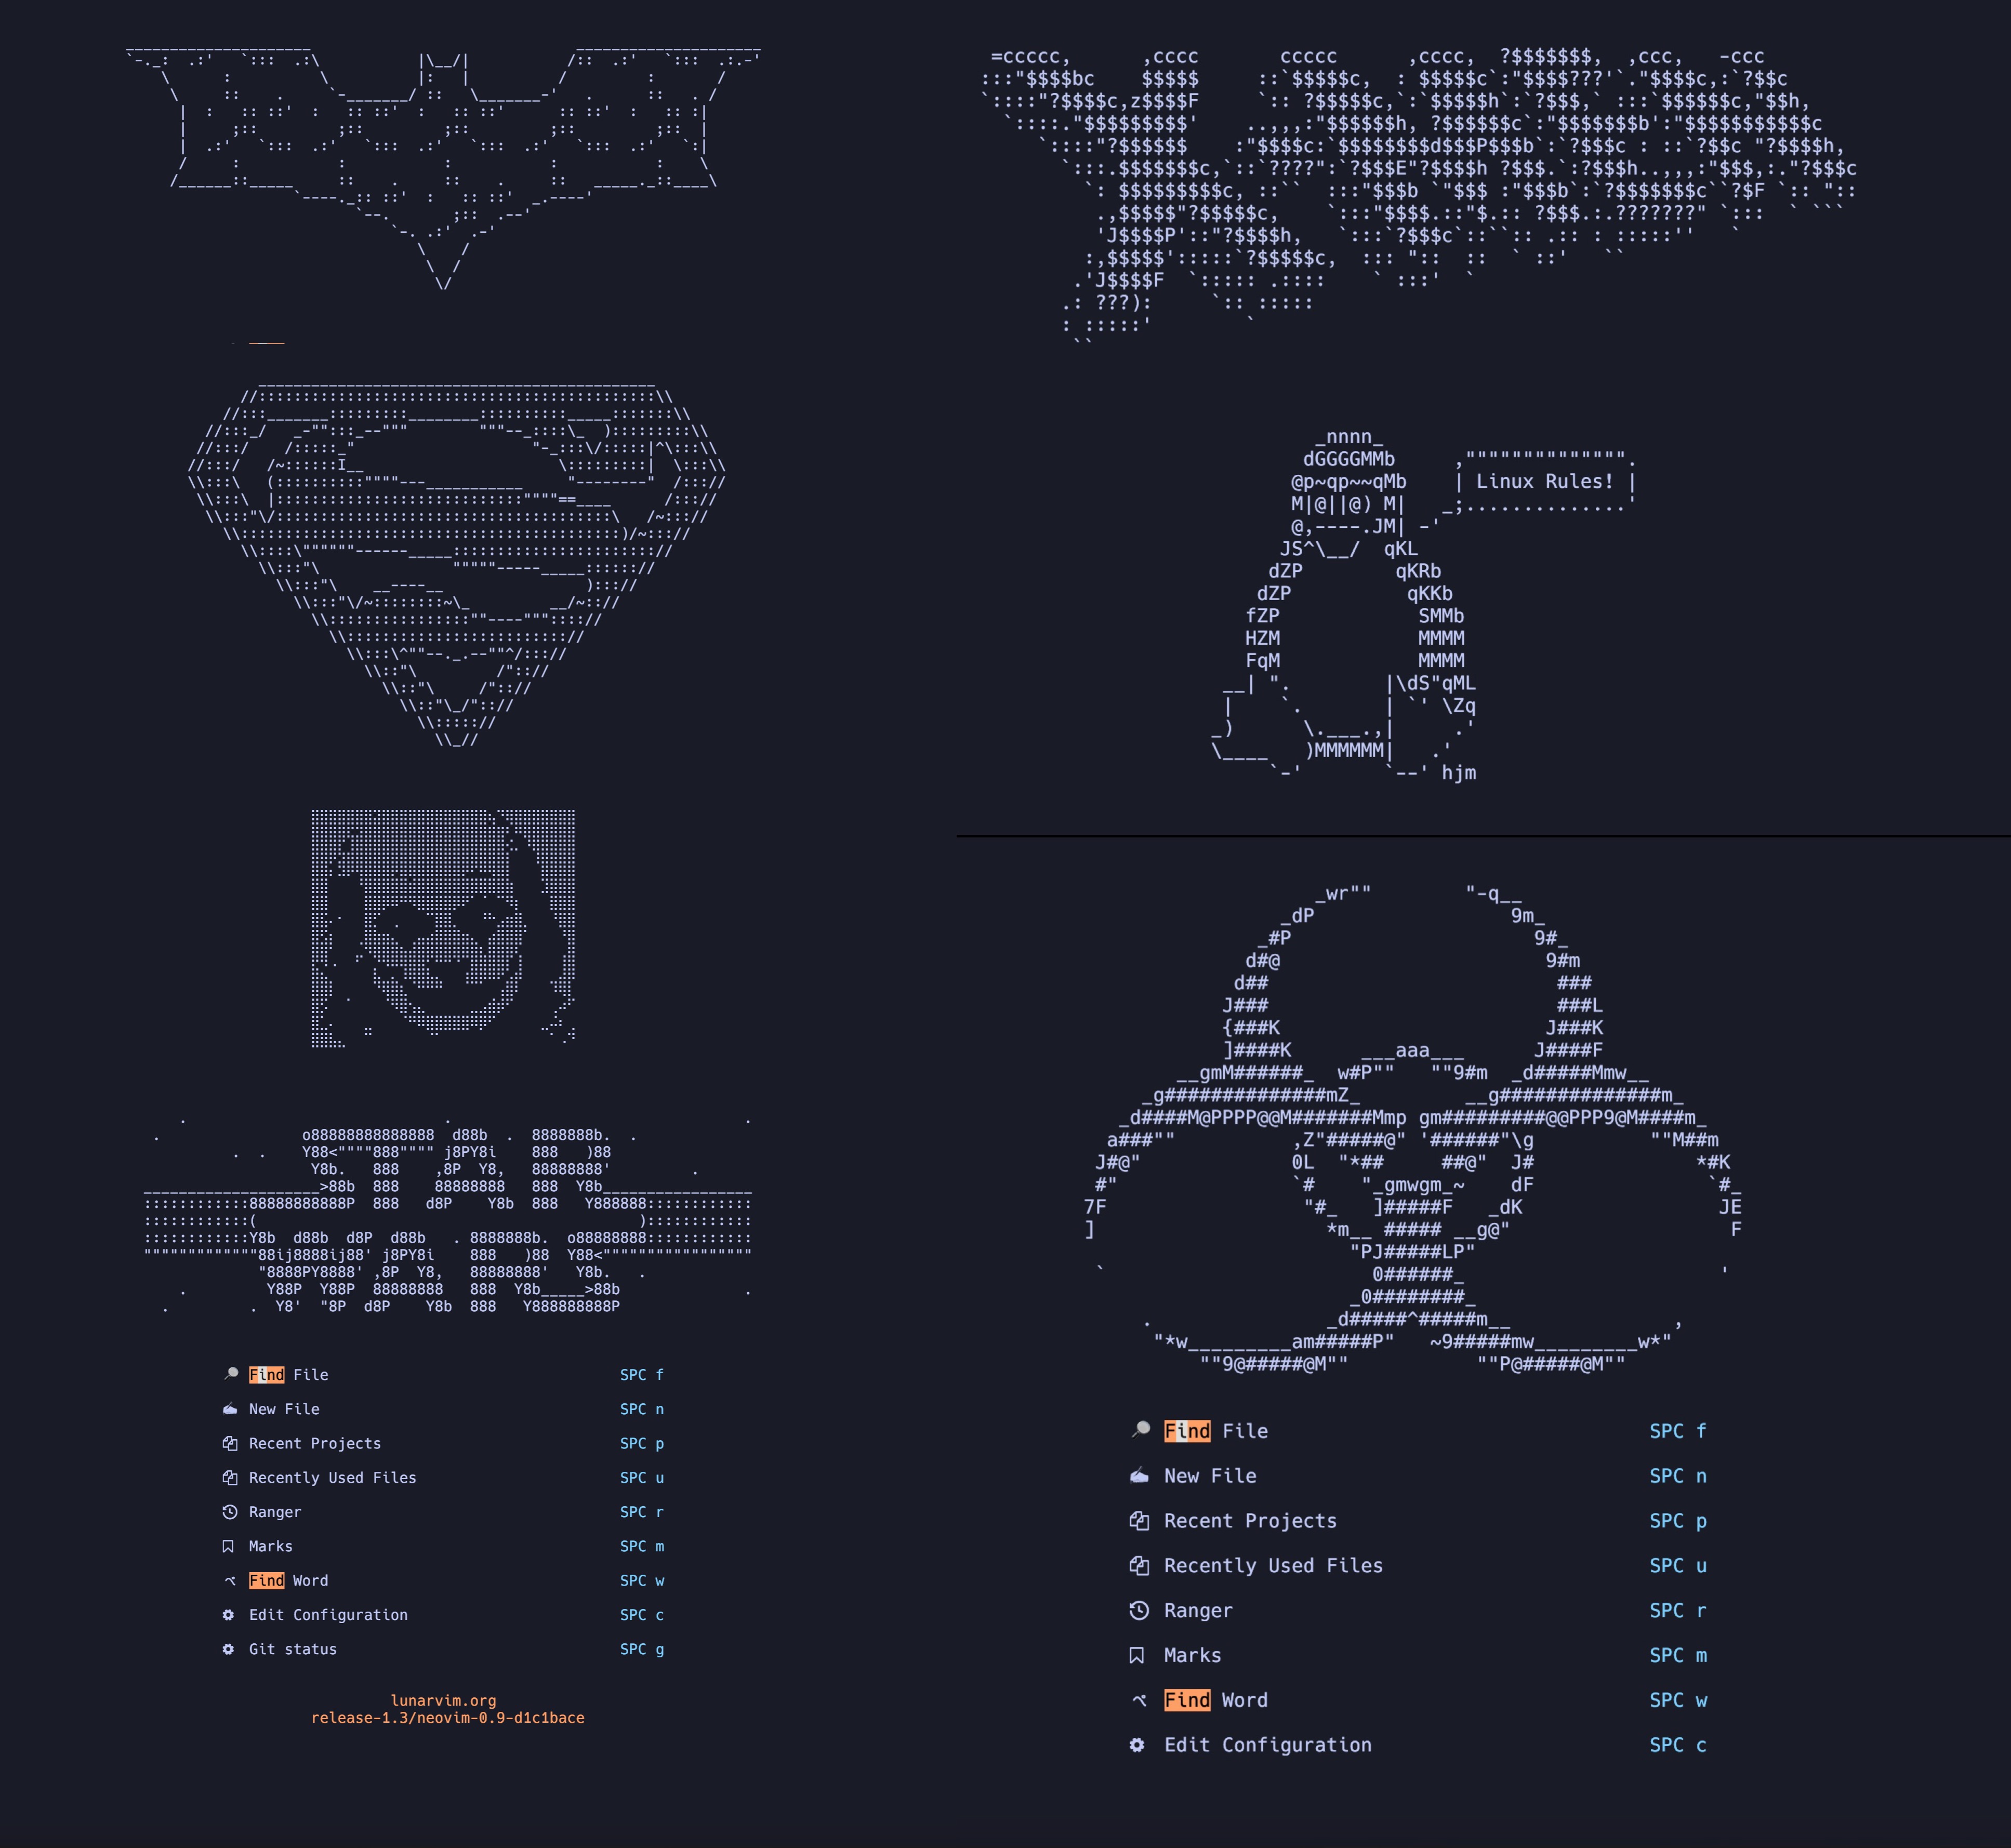 Linux Rules!
hjm
Find File SPC f
New File SPC n
Recent Projects SPC p
Recently Used Files SPC u
Ranger SPC r
Marks SPC m
Find Word SPC w
Edit Configuration SPC c
Git status SPC g
lunarvim.org
release-1.3/neovim-0.9-d1c1bace
Find File SPC f
New File SPC n
Recent Projects SPC p
Recently Used Files SPC u
Ranger SPC r
Marks SPC m
Find Word SPC w
Edit Configuration SPC c